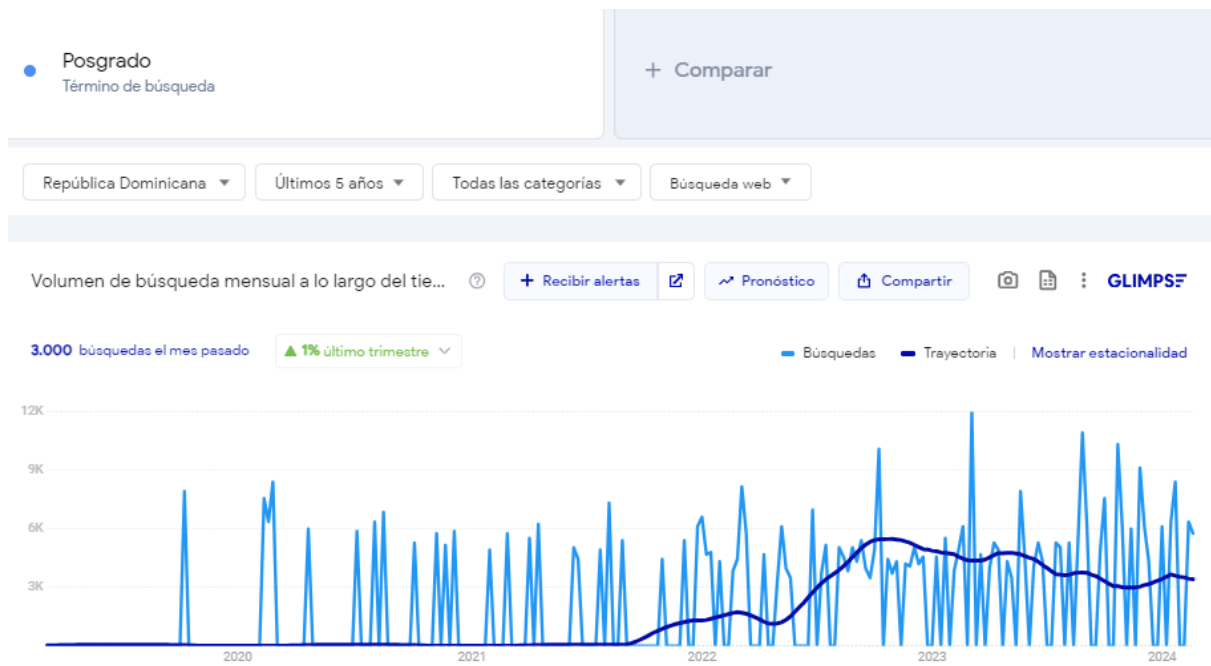 Posgrado
Término de búsqueda
+ Comparar
República Dominicana
Últimos 5 años
Todas las categorías
Búsqueda web
Volumen de búsqueda mensual a lo largo del tie...
+ Recibir alertas
Pronóstico
Compartir
GLIMPSE
3.000 búsquedas el mes pasado
▲ 1% último trimestre
Búsquedas
Trayectoria
Mostrar estacionalidad
12K
9K
6K
3K
2020
2021
2022
2023
2024